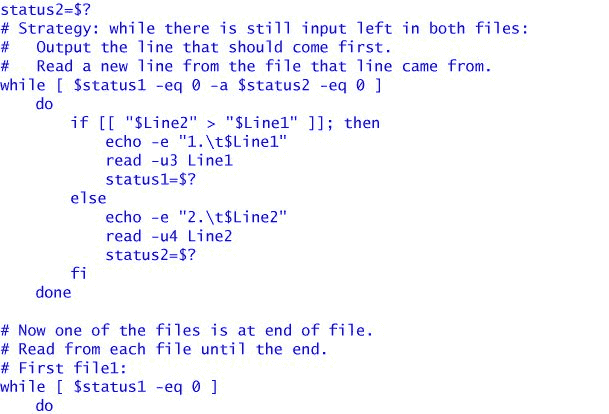 status2=$?
# Strategy: while there is still input left in both files:
#   Output the line that should come first.
#   Read a new line from the file that line came from.
while [ $status1 -eq 0 -a $status2 -eq 0 ]
    do
        if [[ "$Line2" > "$Line1" ]]; then
            echo -e "1.\t$Line1"
            read -u3 Line1
            status1=$?
        else
            echo -e "2.\t$Line2"
            read -u4 Line2
            status2=$?
        fi
    done
# Now one of the files is at end of file.
# Read from each file until the end.
# First file1:
while [ $status1 -eq 0 ]
    do